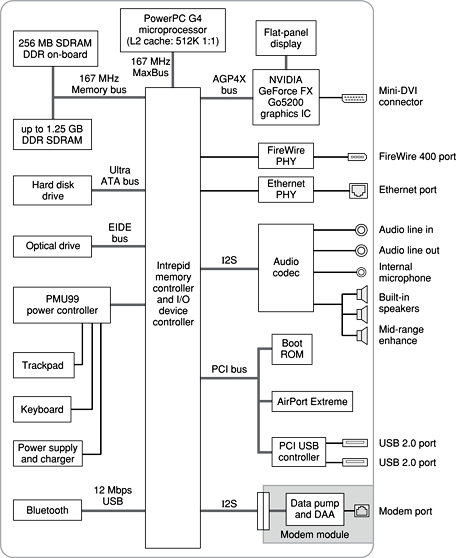 PowerPC G4
microprocessor
(L2 cache: 512K 1:1)
256 MB SDRAM
DDR on-board
Flat-panel
display
167 MHz
MaxBus
167 MHz
Memory bus
AGP4X
bus
NVIDIA
GeForce FX
Go5200
graphics IC
Mini-DVI
connector
up to 1.25 GB
DDR SDRAM
FireWire
PHY
FireWire 400 port
Ultra
ATA bus
Hard disk
drive
Ethernet
PHY
Ethernet port
EIDE
bus
Optical drive
Audio line in
Audio line out
I2S
Audio
codec
Internal
microphone
Intrepid
memory
controller
and I/O
device
controller
PMU99
power controller
Built-in
speakers
Mid-range
enhance
Boot
ROM
Trackpad
PCI bus
Keyboard
AirPort Extreme
Power supply
and charger
PCI USB
controller
USB 2.0 port
USB 2.0 port
12 Mbps
USB
Bluetooth
I2S
Data pump
and DAA
Modem port
Modem module